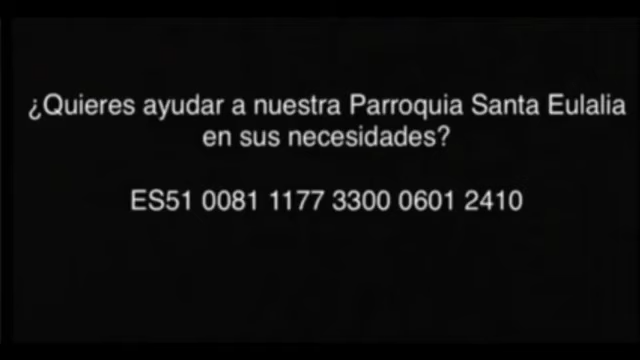 ¿Quieres ayudar a nuestra Parroquia Santa Eulalia
en sus necesidades?
ES51 0081 1177 3300 0601 2410